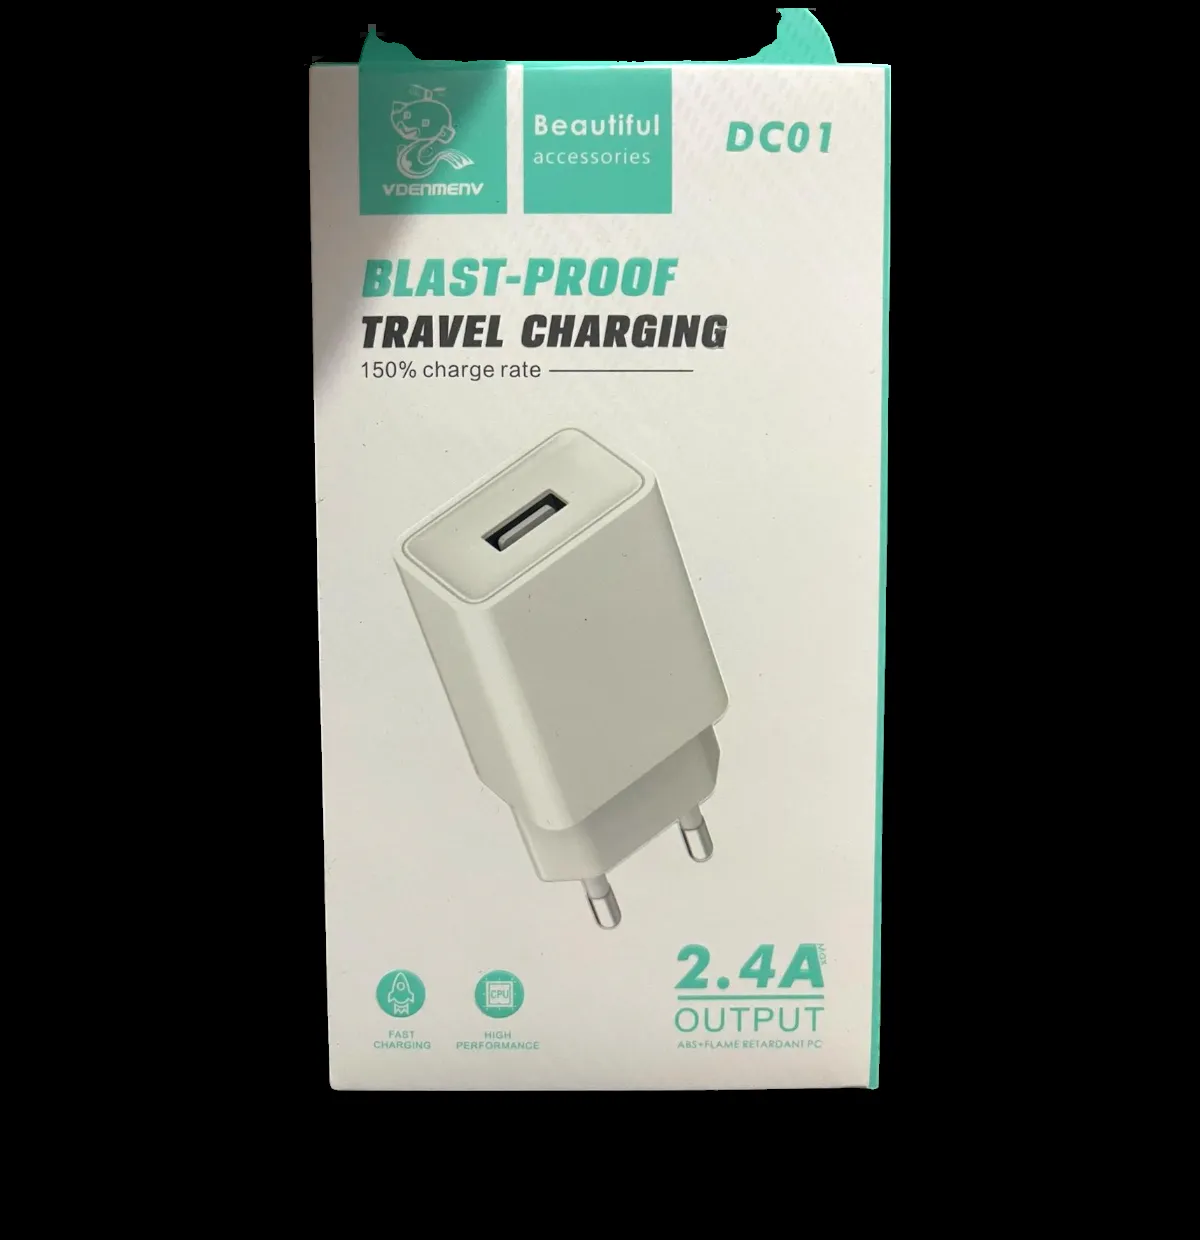 VDENMENV
Beautiful
accessories
DC01
BLAST-PROOF
TRAVEL CHARGING
150% charge rate
2.4A Max
OUTPUT
ABS+FLAME RETARDANT PC
FAST
CHARGING
CPU
HIGH
PERFORMANCE